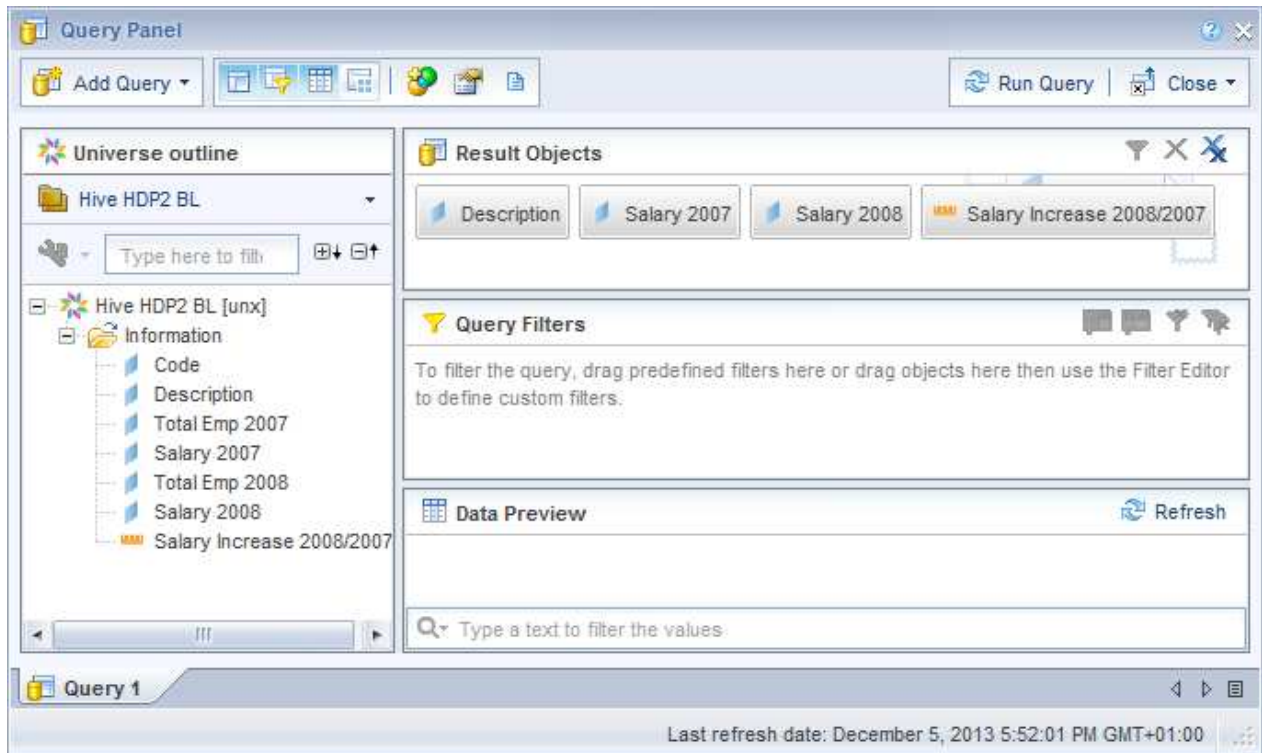 Query Panel
Add Query
Run Query
Close
Universe outline
Hive HDP2 BL
Type here to filt
Hive HDP2 BL [unx]
Information
Code
Description
Total Emp 2007
Salary 2007
Total Emp 2008
Salary 2008
Salary Increase 2008/2007
Result Objects
Description
Salary 2007
Salary 2008
Salary Increase 2008/2007
Query Filters
To filter the query, drag predefined filters here or drag objects here then use the Filter Editor
to define custom filters.
Data Preview
Refresh
Type a text to filter the values
Query 1
Last refresh date: December 5, 2013 5:52:01 PM GMT+01:00